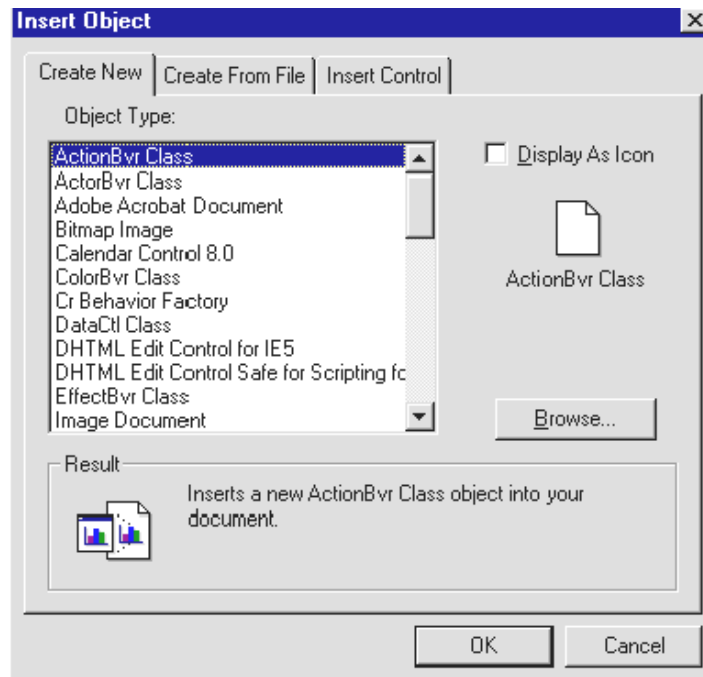 Insert Object
Create New
Create From File
Insert Control
Object Type:
ActionBvr Class
ActorBvr Class
Adobe Acrobat Document
Bitmap Image
Calendar Control 8.0
ColorBvr Class
Cr Behavior Factory
DataCtl Class
DHTML Edit Control for IE5
DHTML Edit Control Safe for Scripting fo
EffectBvr Class
Image Document
Display As Icon
ActionBvr Class
Browse...
Result
Inserts a new ActionBvr Class object into your
document.
OK
Cancel